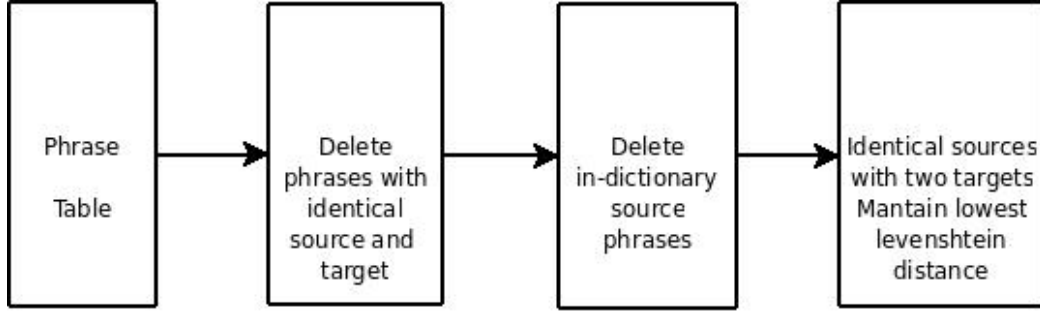 Phrase
Table
Delete
phrases with
identical
source and
target
Delete
in-dictionary
source
phrases
Identical sources
with two targets
Mantain lowest
levenshtein
distance